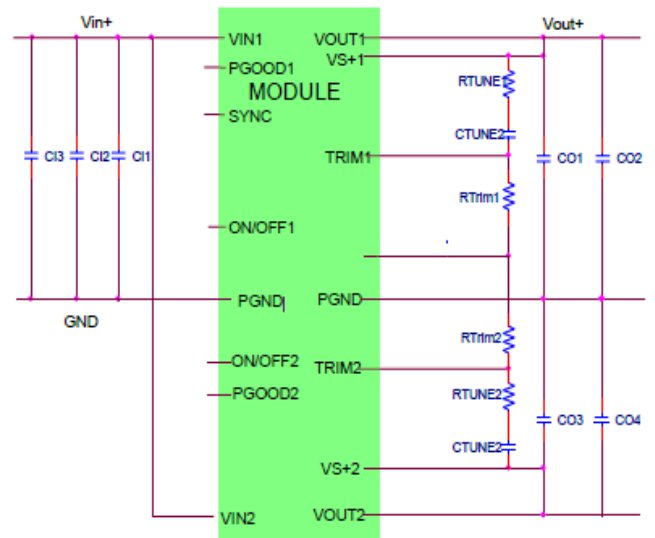 Vin+
Vout+
VIN1
VOUT1
VS+1
PGOOD1
MODULE
RTUNE1
SYNC
CTUNE2
CI3
CI2
CI1
TRIM1
CO1
CO2
RTrim1
ON/OFF1
PGND
PGND
GND
RTrim2
ON/OFF2
TRIM2
PGOOD2
RTUNE2
CO3
CO4
CTUNE2
VS+2
VIN2
VOUT2